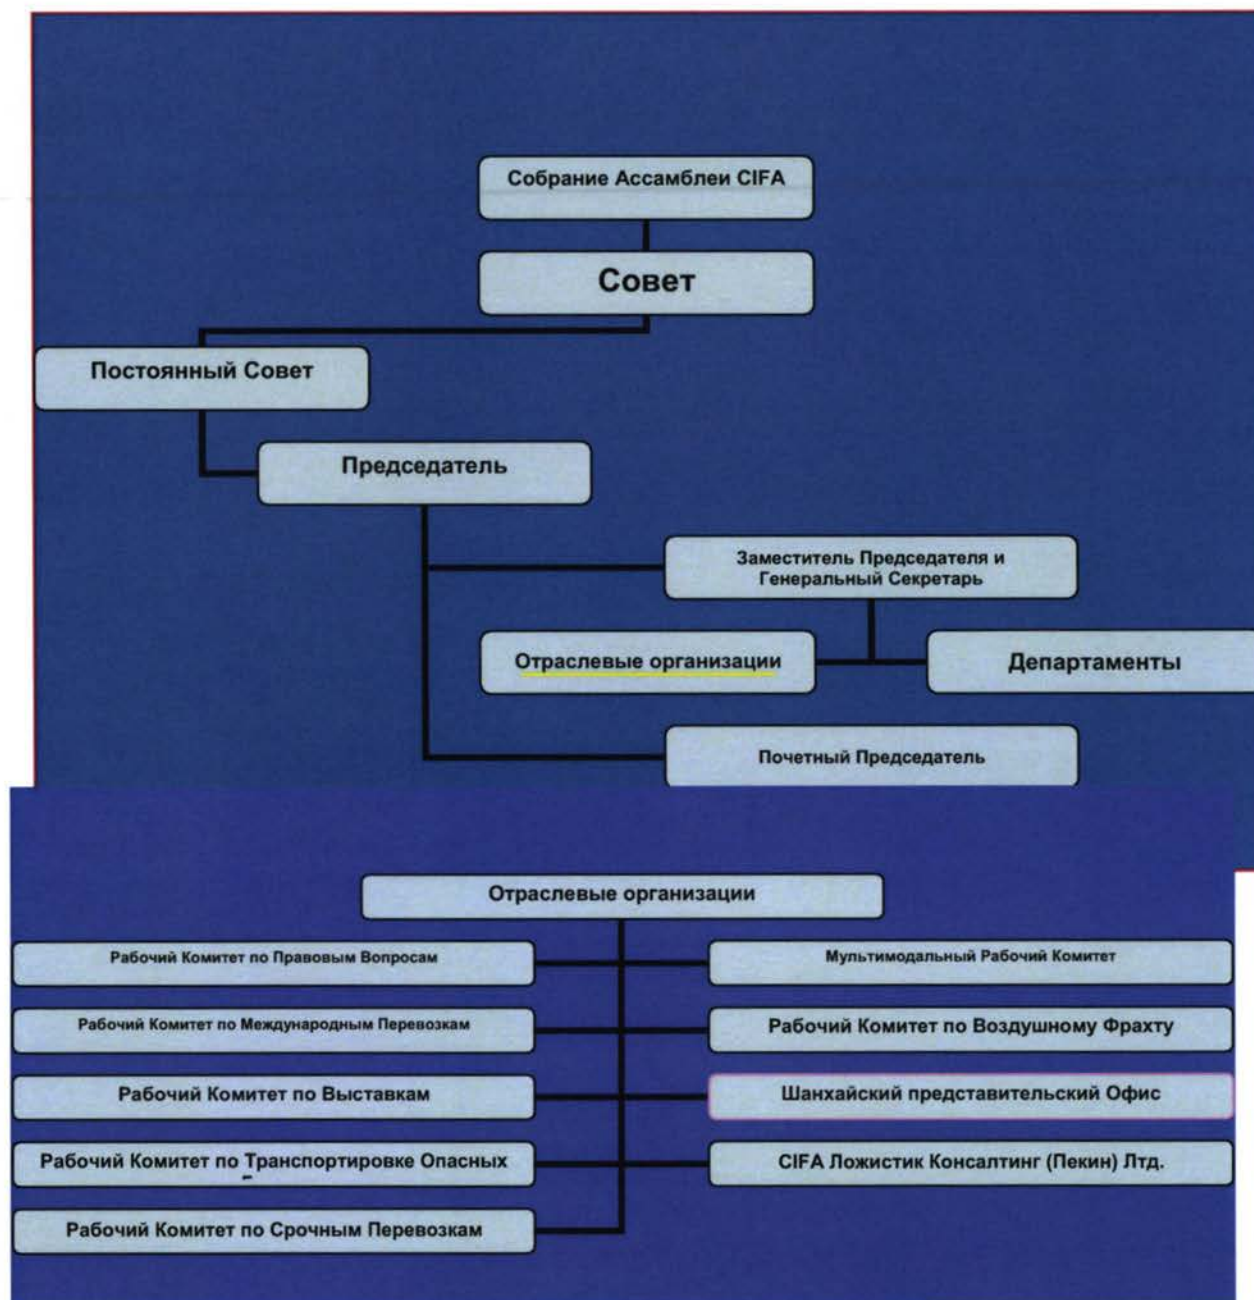 Собрание Ассамблеи CIFA
Совет
Постоянный Совет
Председатель
Заместитель Председателя и
Генеральный Секретарь
Отраслевые организации
Департаменты
Почетный Председатель
Отраслевые организации
Рабочий Комитет по Правовым Вопросам
Мультимодальный Рабочий Комитет
Рабочий Комитет по Международным Перевозкам
Рабочий Комитет по Воздушному Фрахту
Рабочий Комитет по Выставкам
Шанхайский представительский Офис
Рабочий Комитет по Транспортировке Опасных
CIFA Ложистик Консалтинг (Пекин) Лтд.
Рабочий Комитет по Срочным Перевозкам